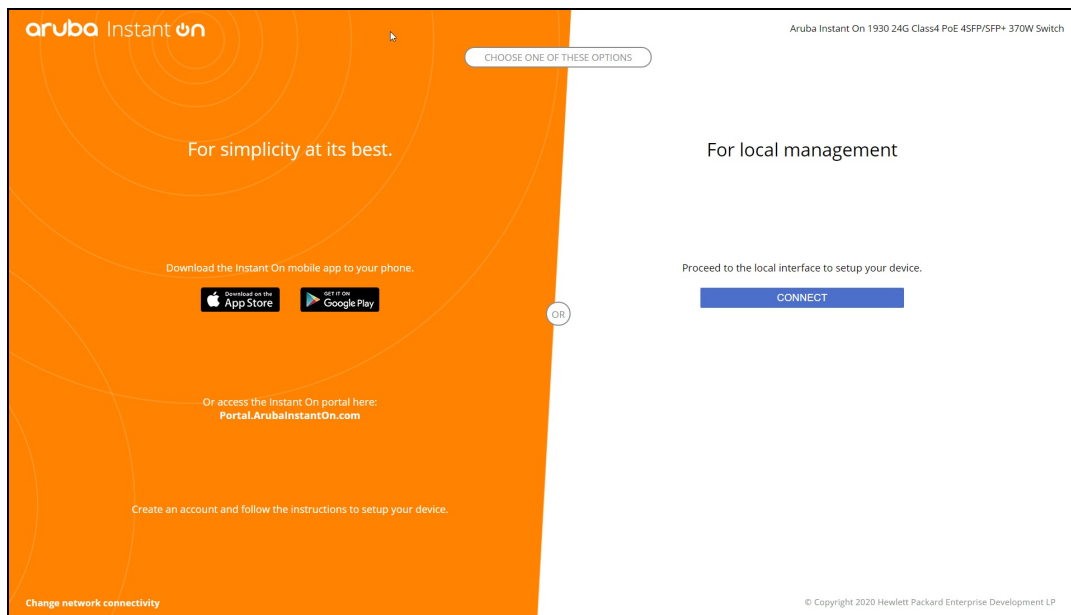 aruba Instant on
Aruba Instant On 1930 24G Class4 PoE 4SFP/SFP+ 370W Switch
CHOOSE ONE OF THESE OPTIONS
For simplicity at its best.
For local management
Download the Instant On mobile app to your phone.
Download on the
App Store
GET IT ON
Google Play
Proceed to the local interface to setup your device.
CONNECT
OR
Or access the Instant On portal here:
Portal.ArubaInstantOn.com
Create an account and follow the instructions to setup your device.
Change network connectivity
© Copyright 2020 Hewlett Packard Enterprise Development LP